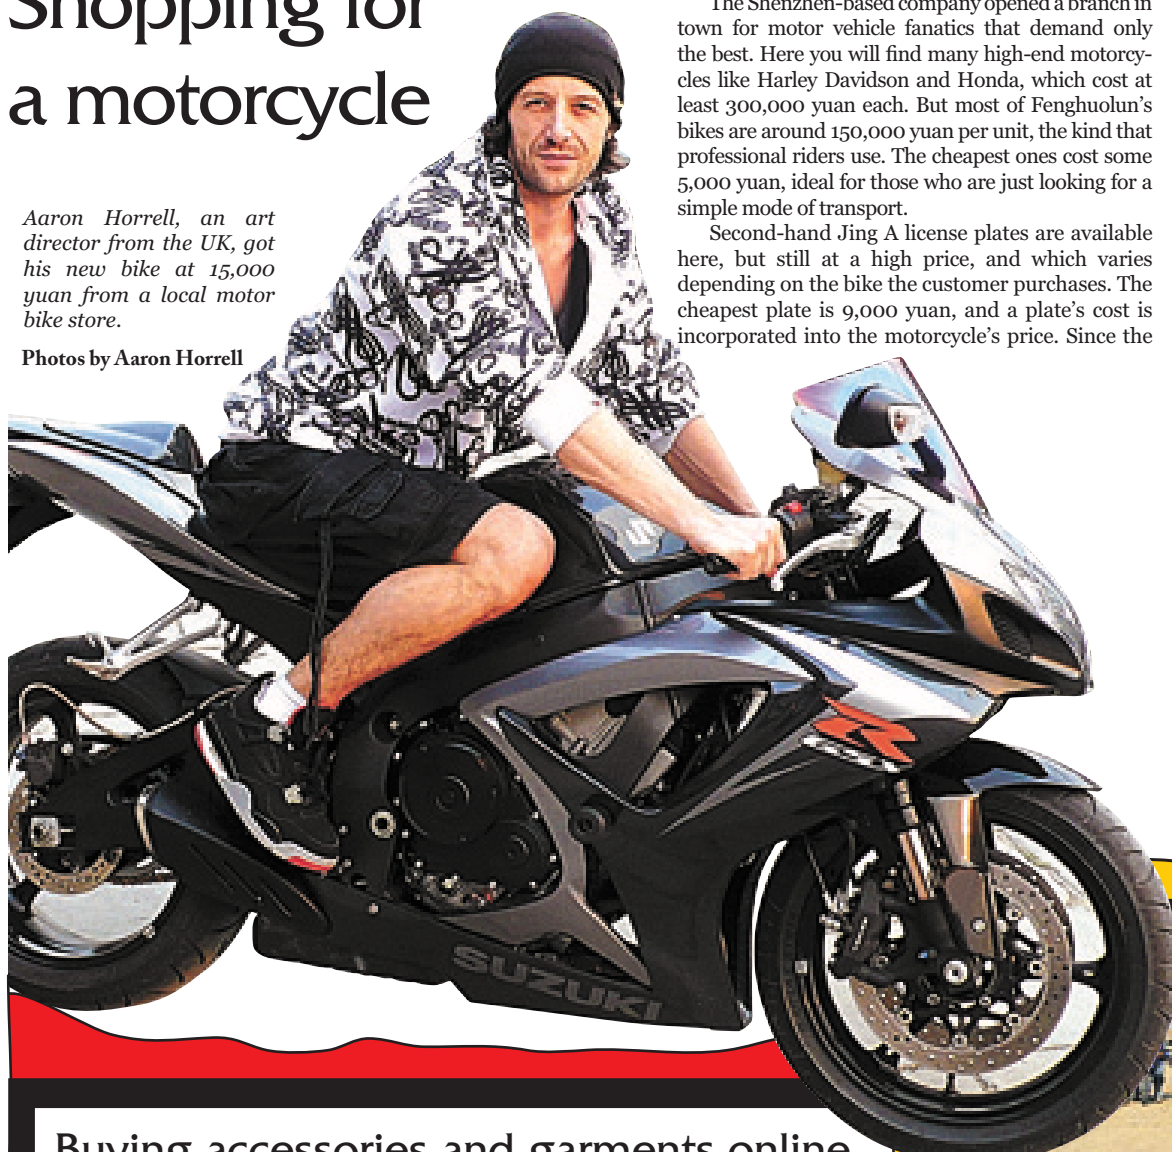 Shopping for
a motorcycle
Aaron Horrell, an art
director from the UK, got
his new bike at 15,000
yuan from a local motor
bike store.
Photos by Aaron Horrell
The Shenzhen-based company opened a branch in
town for motor vehicle fanatics that demand only
the best. Here you will find many high-end motorcy-
cles like Harley Davidson and Honda, which cost at
least 300,000 yuan each. But most of Fenghuolun's
bikes are around 150,000 yuan per unit, the kind that
professional riders use. The cheapest ones cost some
5,000 yuan, ideal for those who are just looking for a
simple mode of transport.
Second-hand Jing A license plates are available
here, but still at a high price, and which varies
depending on the bike the customer purchases. The
cheapest plate is 9,000 yuan, and a plate's cost is
incorporated into the motorcycle's price. Since the
R
SUZUKI
Buying accessories and garments online